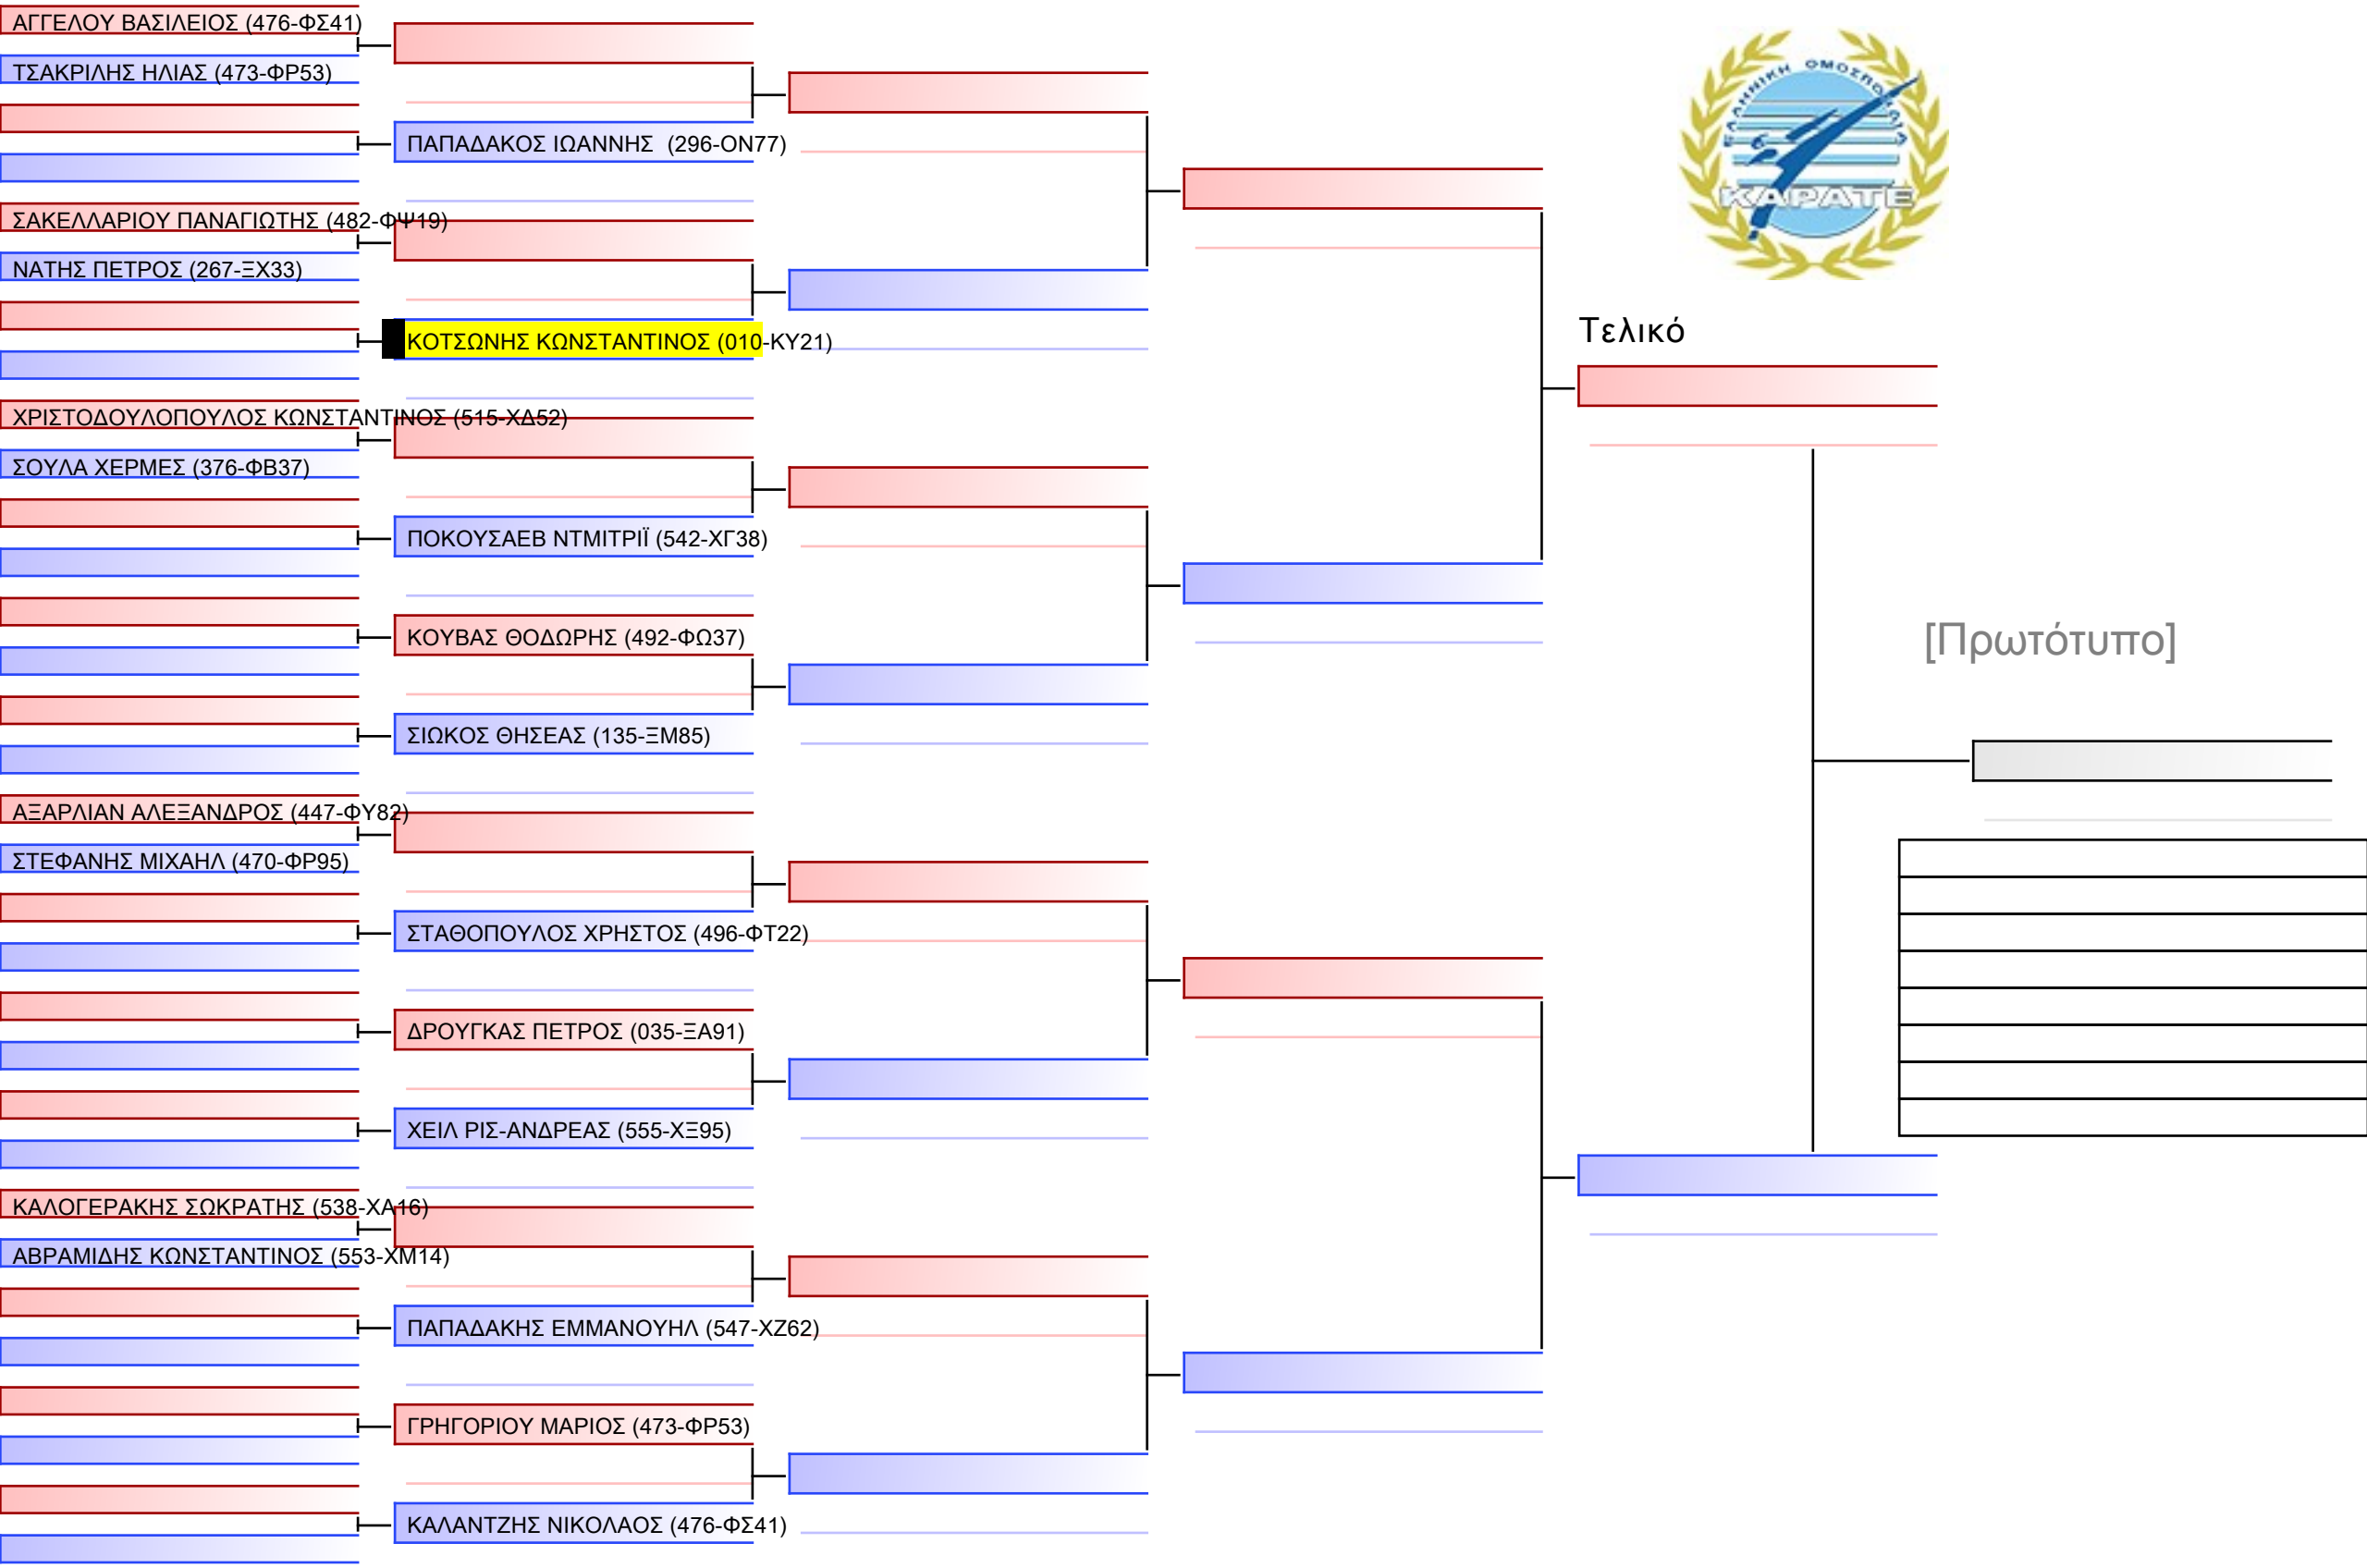 ΑΓΓΕΛΟΥ ΒΑΣΙΛΕΙΟΣ (476-ΦΣ41)
ΤΣΑΚΡΙΛΗΣ ΗΛΙΑΣ (473-ΦΡ53)
ΠΑΠΑΔΑΚΟΣ ΙΩΑΝΝΗΣ (296-ΟΝ77)
ΣΑΚΕΛΛΑΡΙΟΥ ΠΑΝΑΓΙΩΤΗΣ (482-ΦΨ19)
ΝΑΤΗΣ ΠΕΤΡΟΣ (267-ΞΧ33)
ΚΟΤΣΩΝΗΣ ΚΩΝΣΤΑΝΤΙΝΟΣ (010-ΚΥ21)
ΧΡΙΣΤΟΔΟΥΛΟΠΟΥΛΟΣ ΚΩΝΣΤΑΝΤΙΝΟΣ (515-ΧΔ52)
ΣΟΥΛΑ ΧΕΡΜΕΣ (376-ΦΒ37)
ΠΟΚΟΥΣΑΕΒ ΝΤΜΙΤΡΙΪ (542-ΧΓ38)
ΚΟΥΒΑΣ ΘΟΔΩΡΗΣ (492-ΦΩ37)
ΣΙΩΚΟΣ ΘΗΣΕΑΣ (135-ΞΜ85)
ΑΞΑΡΛΙΑΝ ΑΛΕΞΑΝΔΡΟΣ (447-ΦΥ82)
ΣΤΕΦΑΝΗΣ ΜΙΧΑΗΛ (470-ΦΡ95)
ΣΤΑΘΟΠΟΥΛΟΣ ΧΡΗΣΤΟΣ (496-ΦΤ22)
ΔΡΟΥΓΚΑΣ ΠΕΤΡΟΣ (035-ΞΑ91)
ΧΕΙΛ ΡΙΣ-ΑΝΔΡΕΑΣ (555-ΧΞ95)
ΚΑΛΟΓΕΡΑΚΗΣ ΣΩΚΡΑΤΗΣ (538-ΧΑ16)
ΑΒΡΑΜΙΔΗΣ ΚΩΝΣΤΑΝΤΙΝΟΣ (553-ΧΜ14)
ΠΑΠΑΔΑΚΗΣ ΕΜΜΑΝΟΥΗΛ (547-ΧΖ62)
ΓΡΗΓΟΡΙΟΥ ΜΑΡΙΟΣ (473-ΦΡ53)
ΚΑΛΑΝΤΖΗΣ ΝΙΚΟΛΑΟΣ (476-ΦΣ41)
ΕΛΛΗΝΙΚΗ ΟΜΟΣΠΟΝΔΙΑ
ΚΑΡΑΤΕ
Τελικό
[Πρωτότυπο]